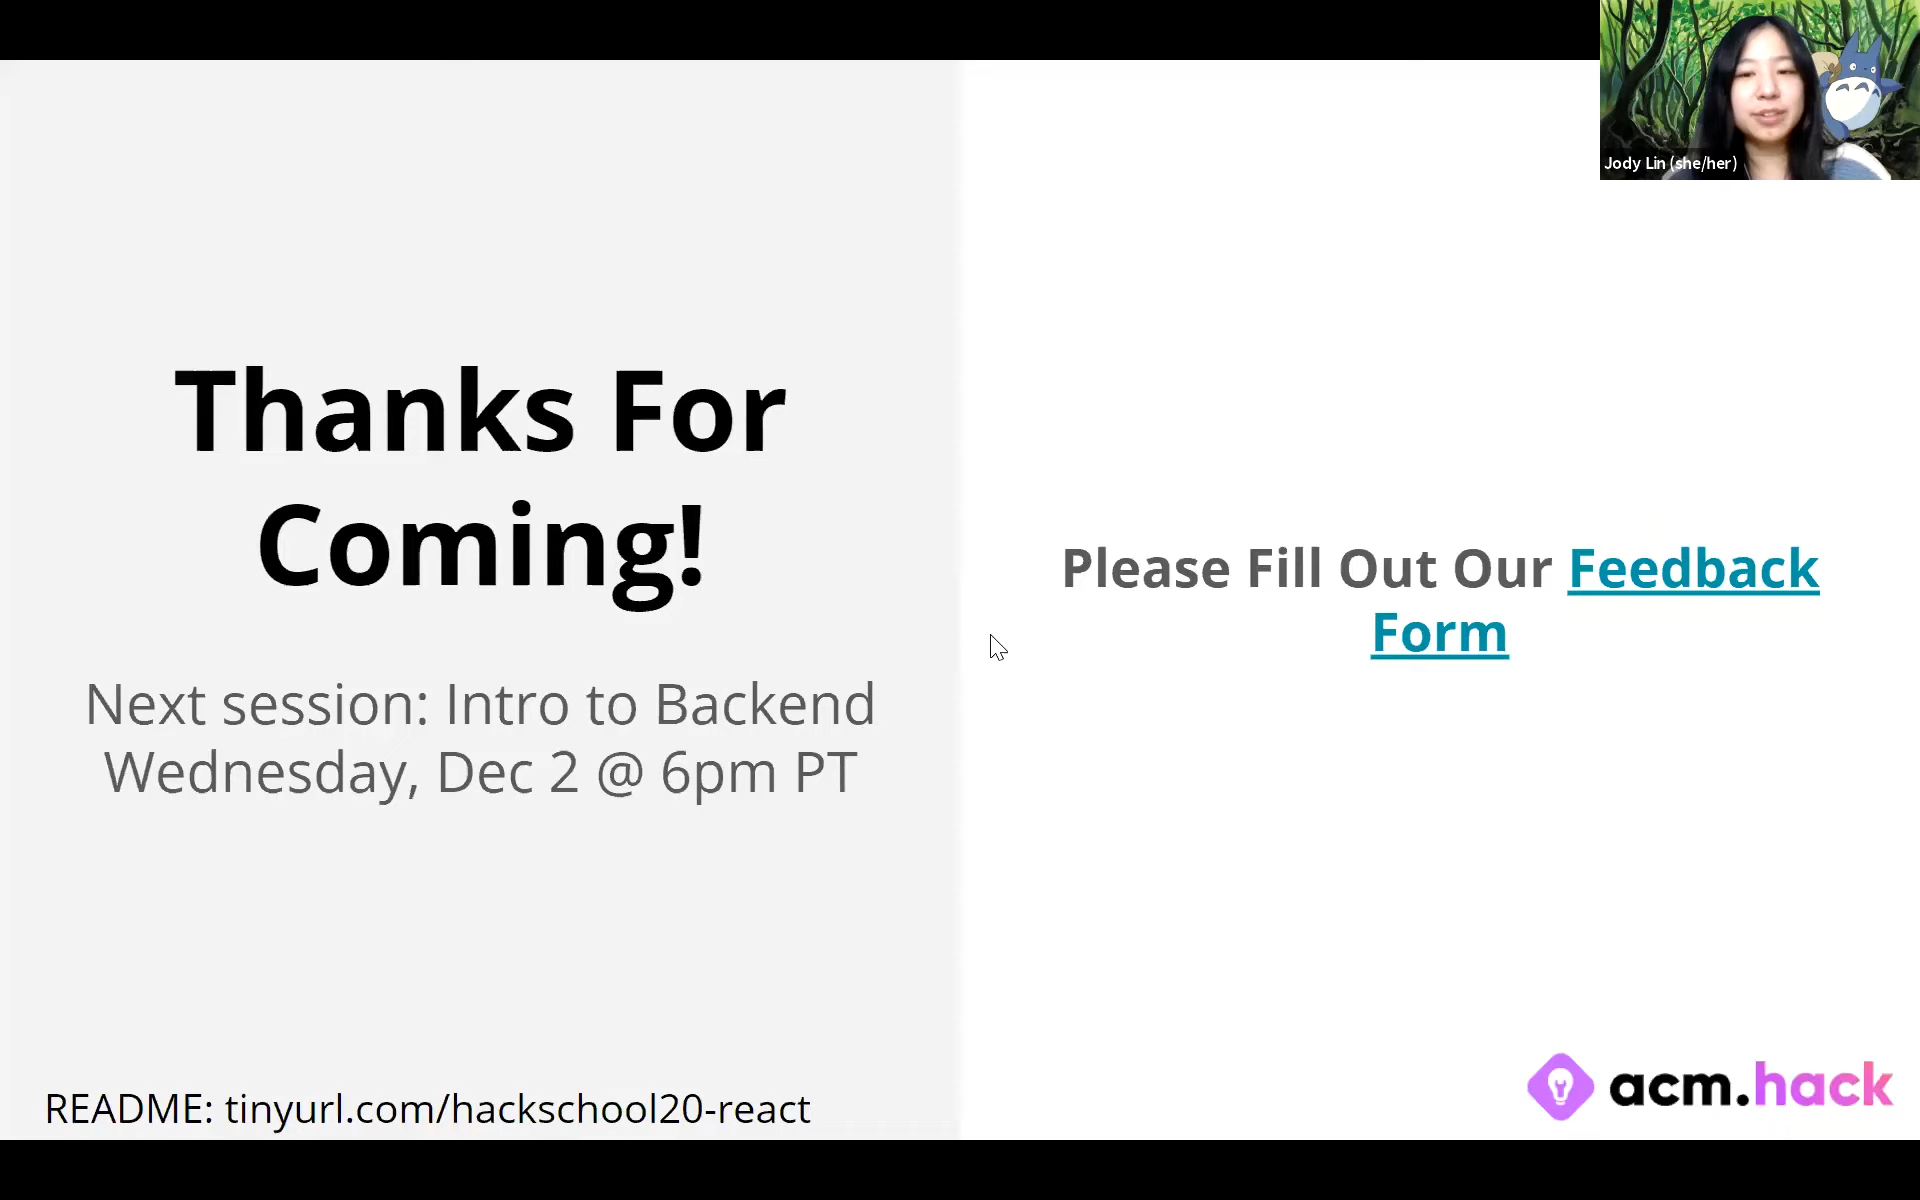 Jody Lin (she/her)
Thanks For
Coming!
Next session: Intro to Backend
Wednesday, Dec 2 @ 6pm PT
README: tinyurl.com/hackschool20-react
Please Fill Out Our Feedback
Form
acm.hack